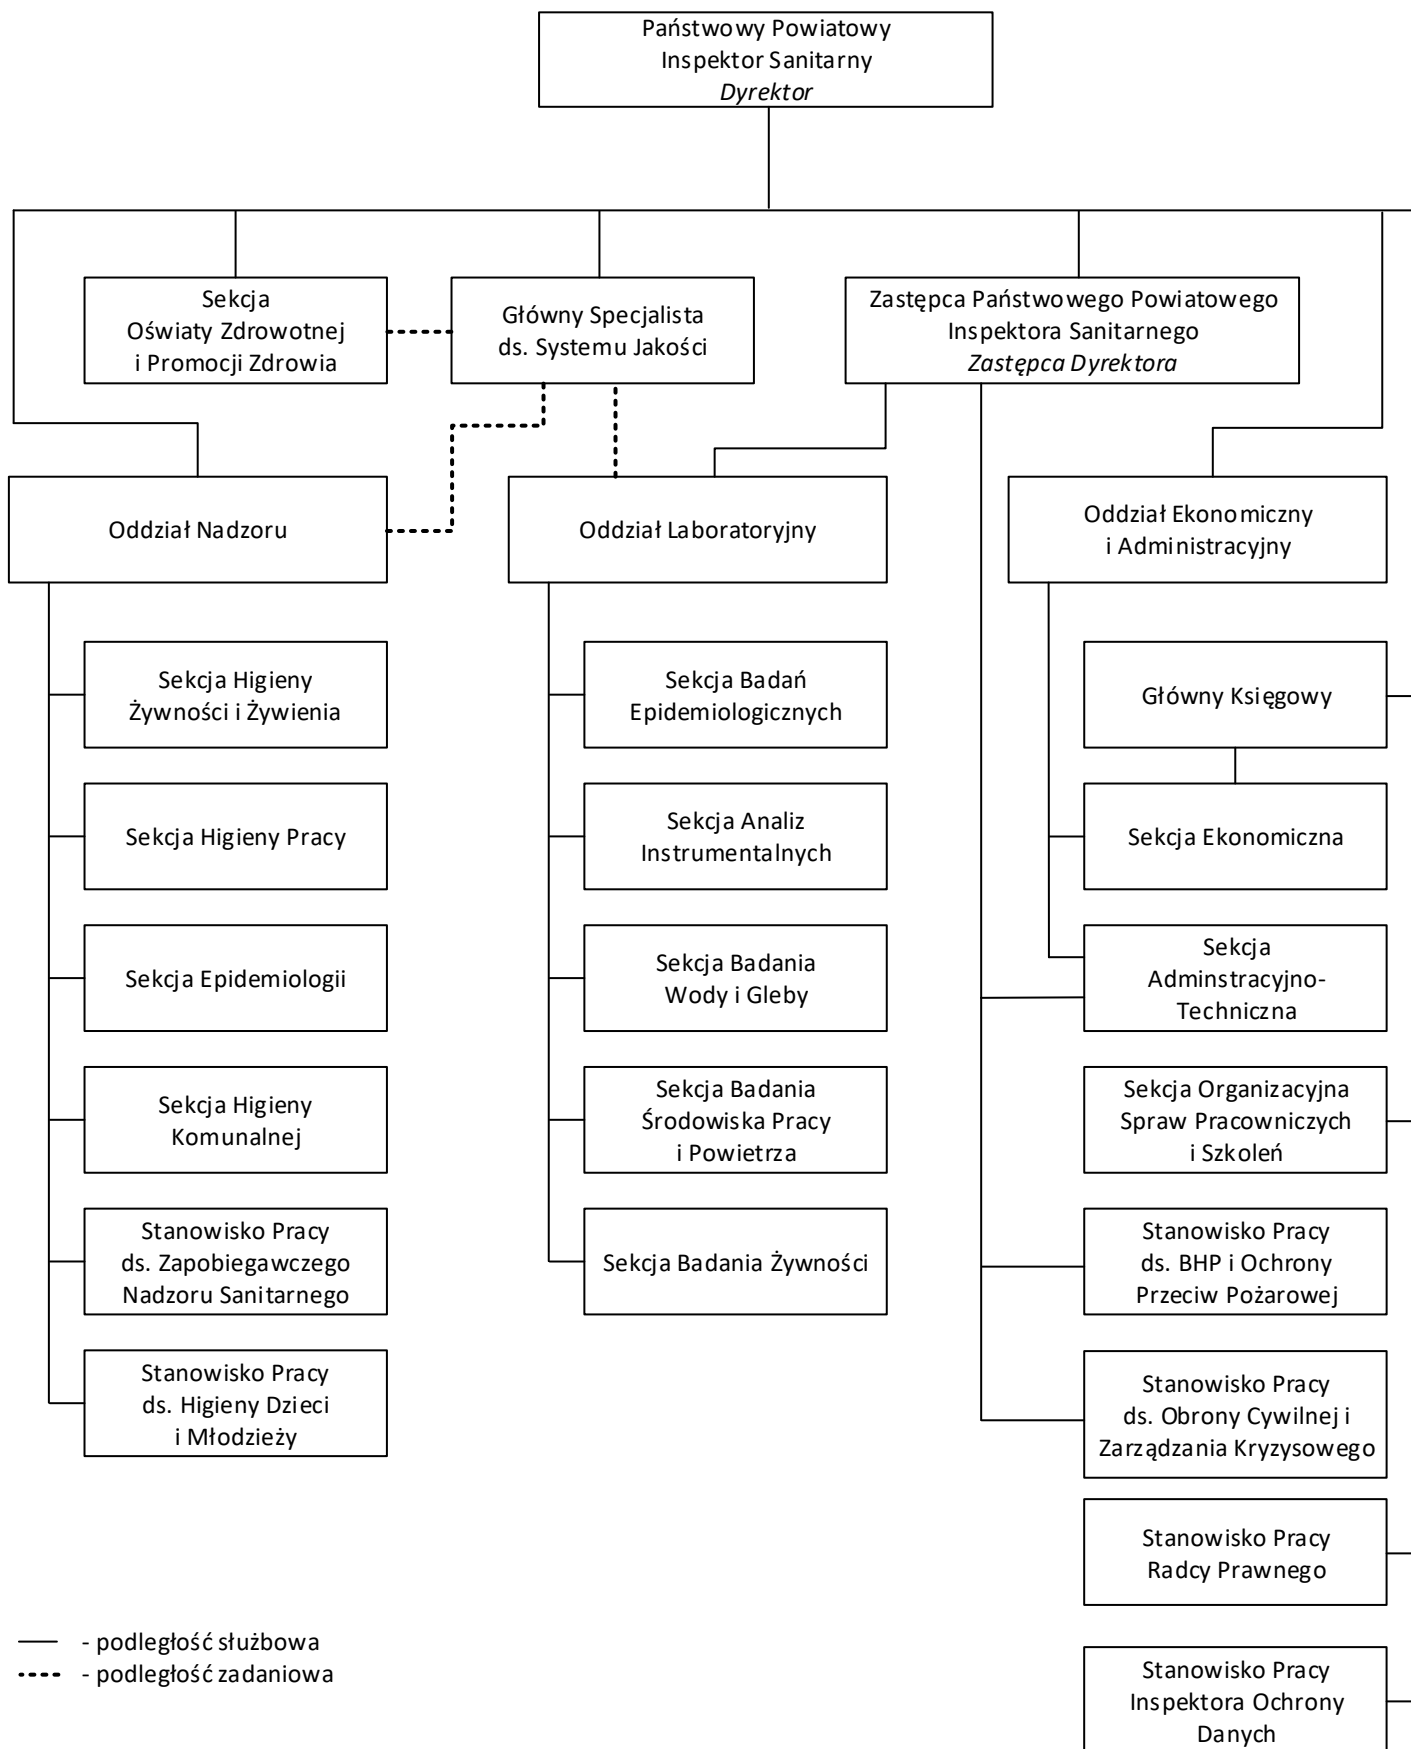 Państwowy Powiatowy
Inspektor Sanitarny
Dyrektor
Sekcja
Oświaty Zdrowotnej
i Promocji Zdrowia
Główny Specjalista
ds. Systemu Jakości
Zastępca Państwowego Powiatowego
Inspektora Sanitarnego
Zastępca Dyrektora
Oddział Nadzoru
Oddział Laboratoryjny
Oddział Ekonomiczny
i Administracyjny
Sekcja Higieny
Żywności i Żywienia
Sekcja Higieny Pracy
Sekcja Epidemiologii
Sekcja Higieny
Komunalnej
Stanowisko Pracy
ds. Zapobiegawczego
Nadzoru Sanitarnego
Stanowisko Pracy
ds. Higieny Dzieci
i Młodzieży
Sekcja Badań
Epidemiologicznych
Sekcja Analiz
Instrumentalnych
Sekcja Badania
Wody i Gleby
Sekcja Badania
Środowiska Pracy
i Powietrza
Sekcja Badania Żywności
Główny Księgowy
Sekcja Ekonomiczna
Sekcja
Adminstracyjno-
Techniczna
Sekcja Organizacyjna
Spraw Pracowniczych
i Szkoleń
Stanowisko Pracy
ds. BHP i Ochrony
Przeciw Pożarowej
Stanowisko Pracy
ds. Obrony Cywilnej i
Zarządzania Kryzysowego
Stanowisko Pracy
Radcy Prawnego
Stanowisko Pracy
Inspektora Ochrony
Danych
- podległość służbowa
- podległość zadaniowa